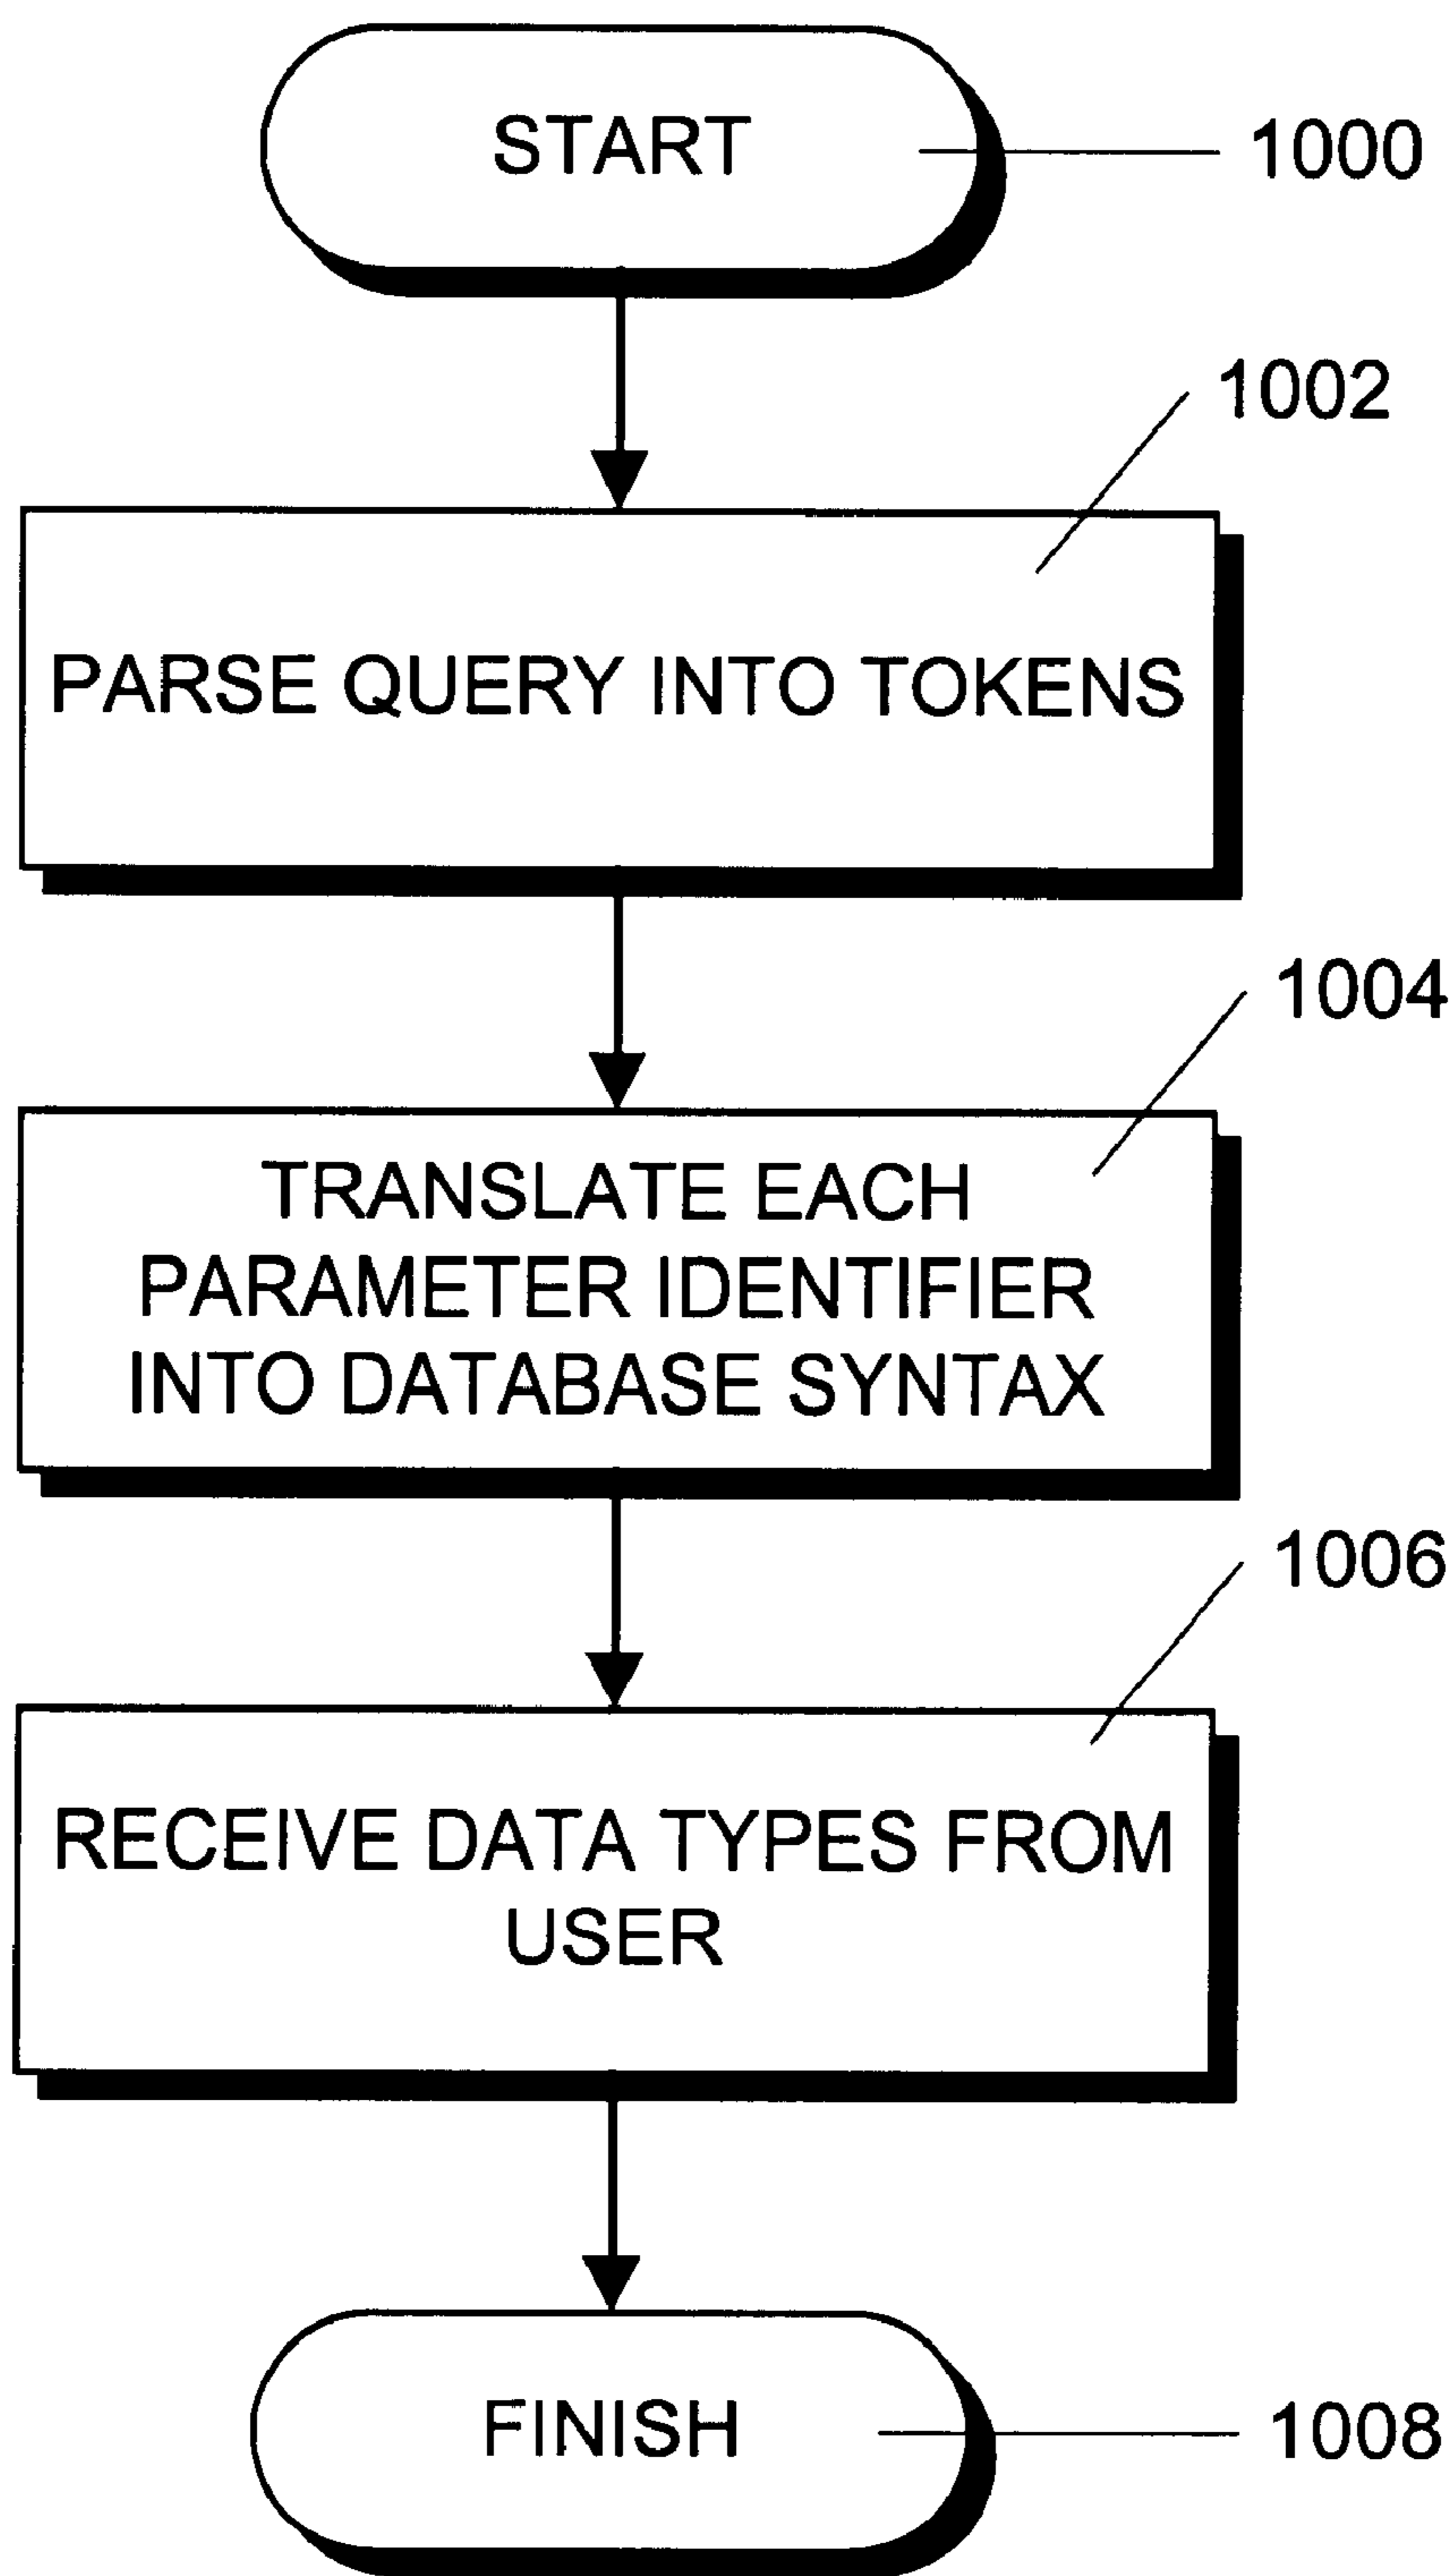 START
1000
1002
PARSE QUERY INTO TOKENS
1004
TRANSLATE EACH
PARAMETER IDENTIFIER
INTO DATABASE SYNTAX
1006
RECEIVE DATA TYPES FROM
USER
FINISH
1008